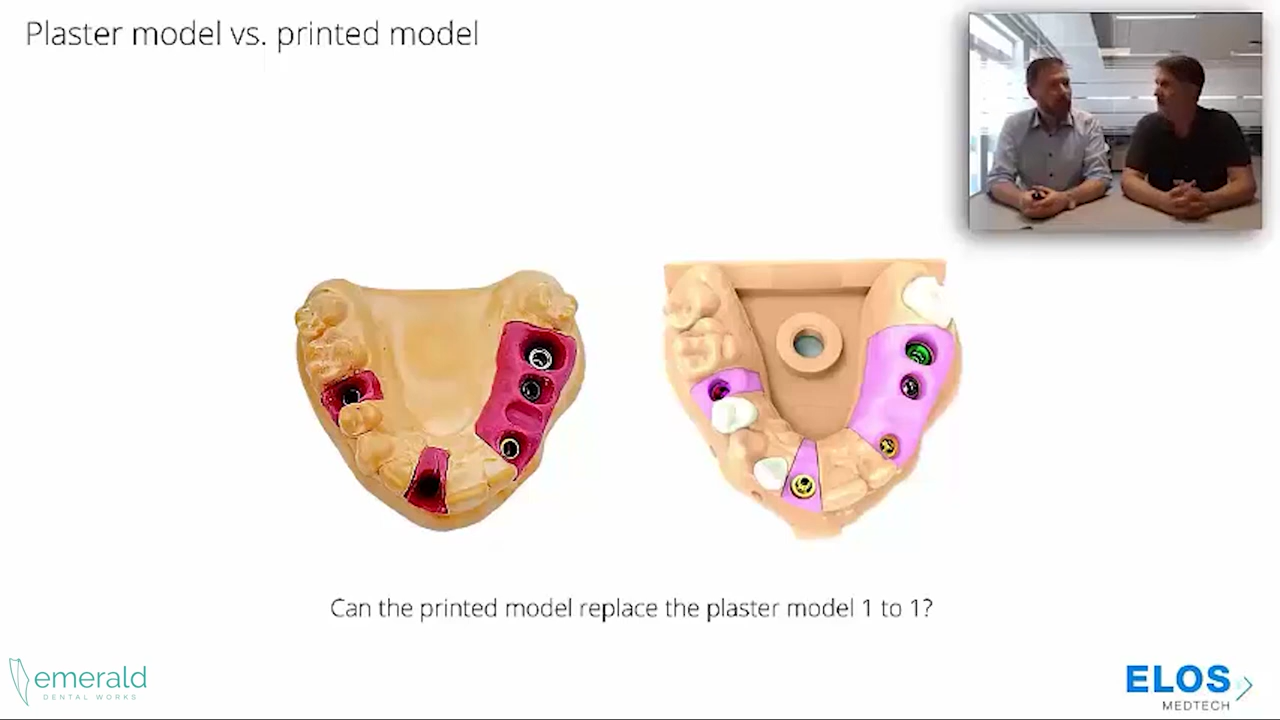 Plaster model vs. printed model
Can the printed model replace the plaster model 1 to 1?
emerald
DENTAL WORKS
ELOS
MEDTECH